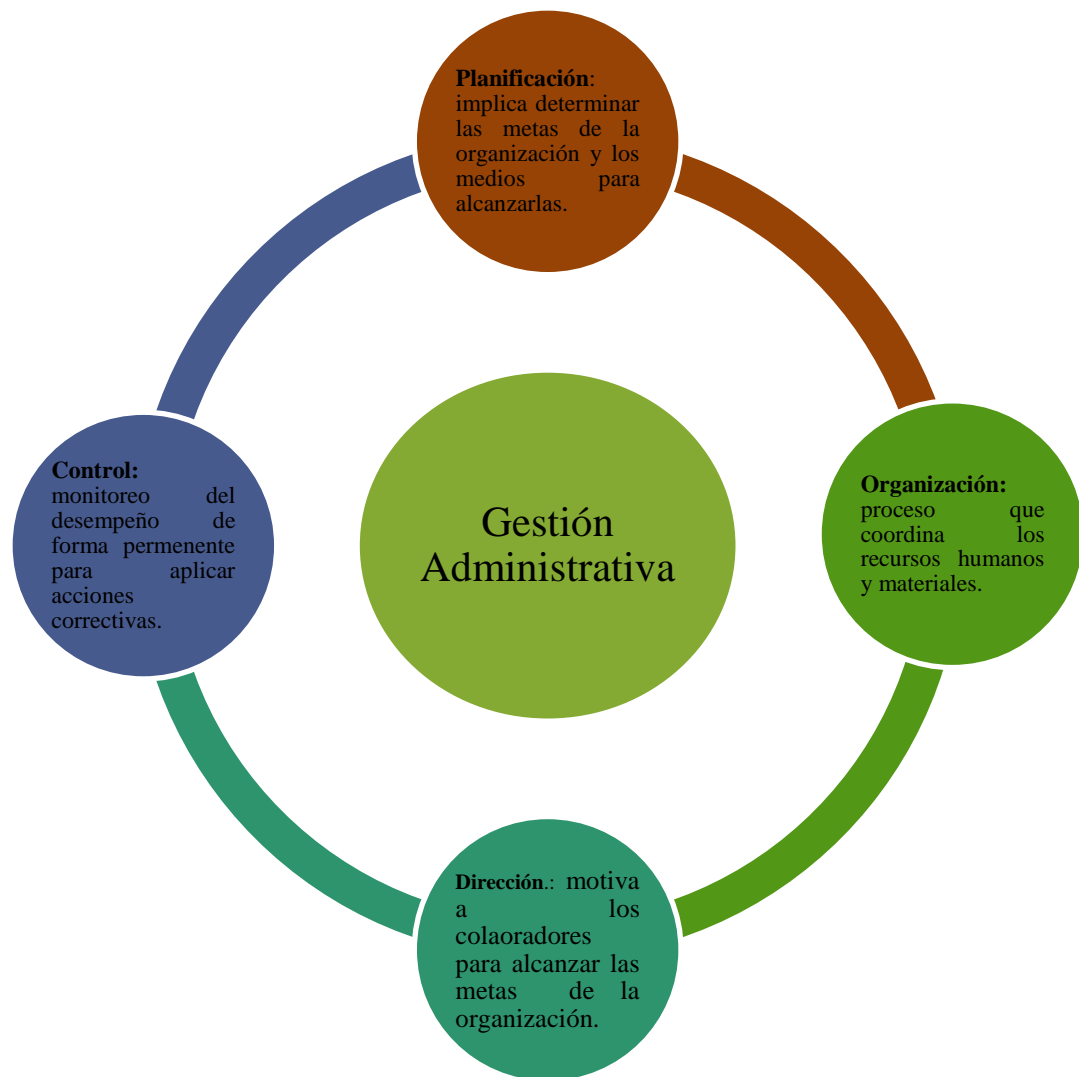 Planificación:
implica determinar
las metas de la
organización y los
medios para
alcanzarlas.
Organización:
proceso que
coordina los
recursos humanos
y materiales.
Dirección.: motiva
a los
colaoradores
para alcanzar las
metas de la
organización.
Control:
monitoreo del
desempeño de
forma permenente
para aplicar
acciones
correctivas.
Gestión
Administrativa